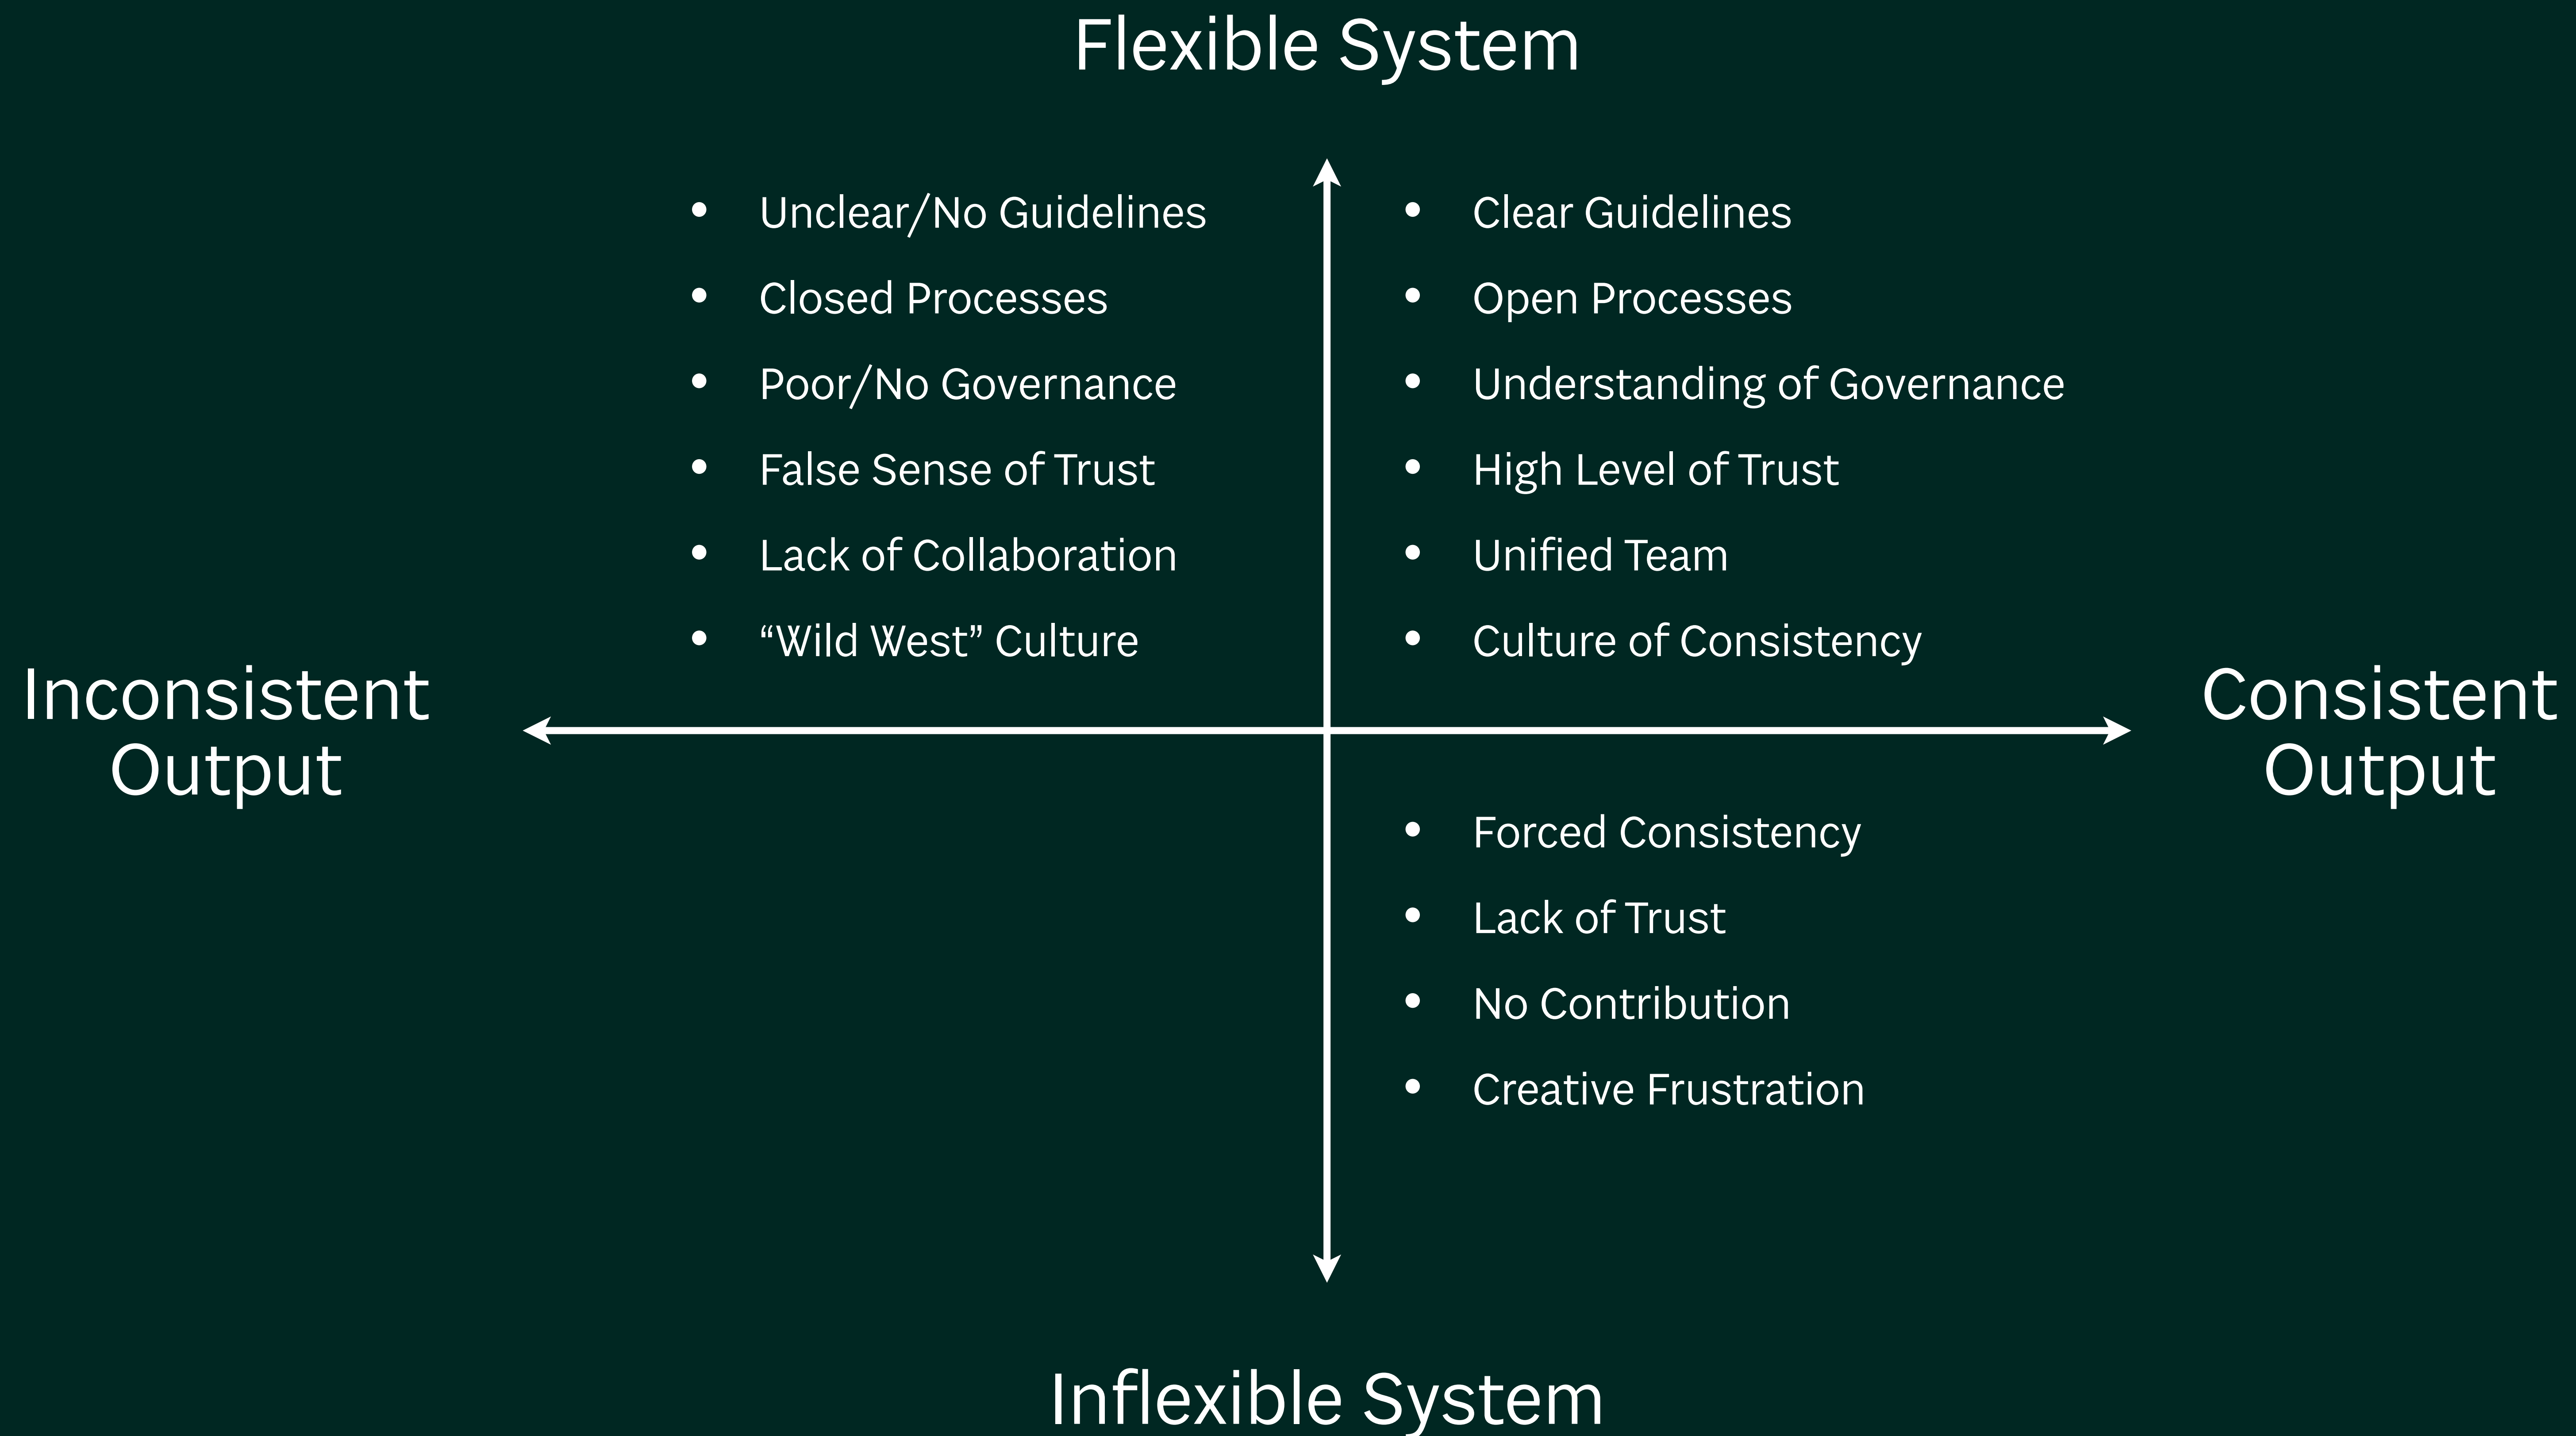 Flexible System
• Unclear/No Guidelines
• Closed Processes
• Poor/No Governance
• False Sense of Trust
• Lack of Collaboration
• “Wild West” Culture
• Clear Guidelines
• Open Processes
• Understanding of Governance
• High Level of Trust
• Unified Team
• Culture of Consistency
Inconsistent
Output
Consistent
Output
• Forced Consistency
• Lack of Trust
• No Contribution
• Creative Frustration
Inflexible System